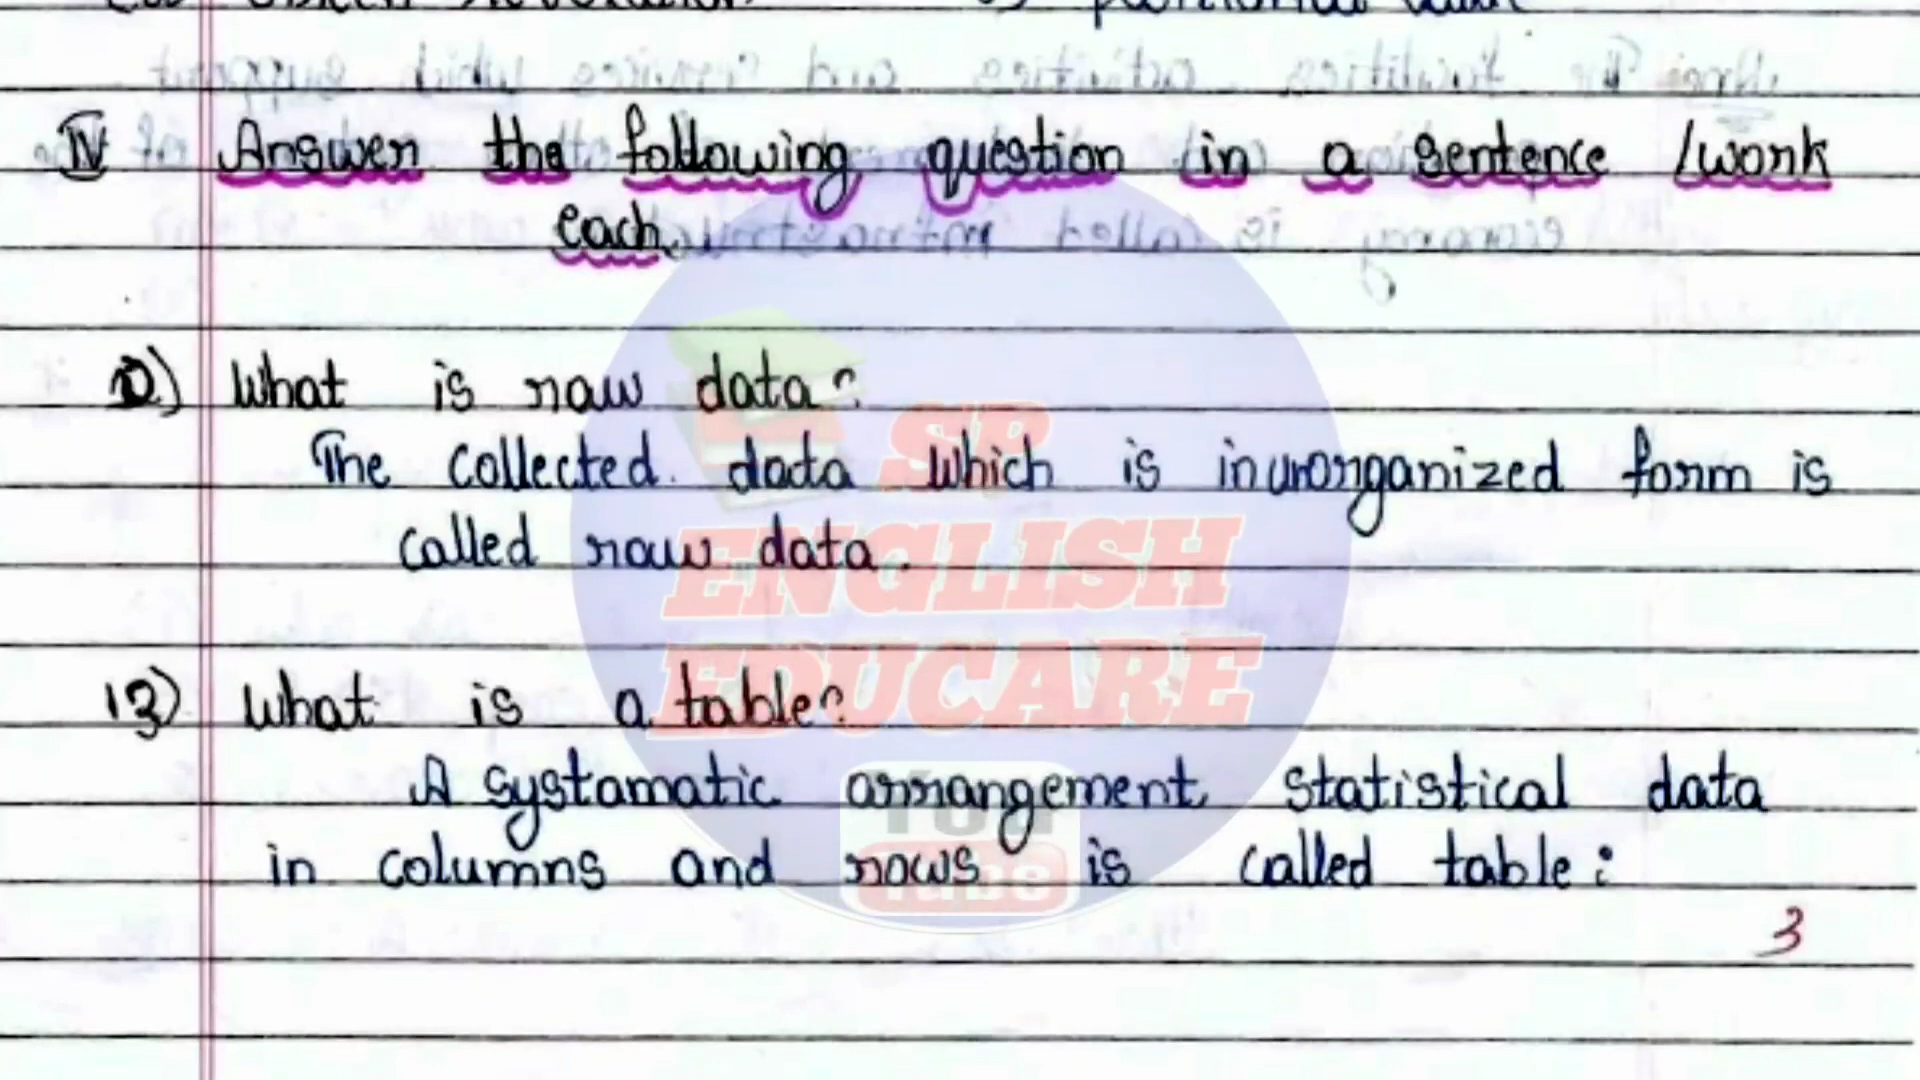 IV Answer the following question in a sentence /work
each.
What is raw data?
The collected data which is in unorganized form is
called raw data.
13) What is a table?
A systamatic arrangement, statistical data
in columns and rows is called table:
3
SP
ENGLISH
EDUCARE
You
Tube